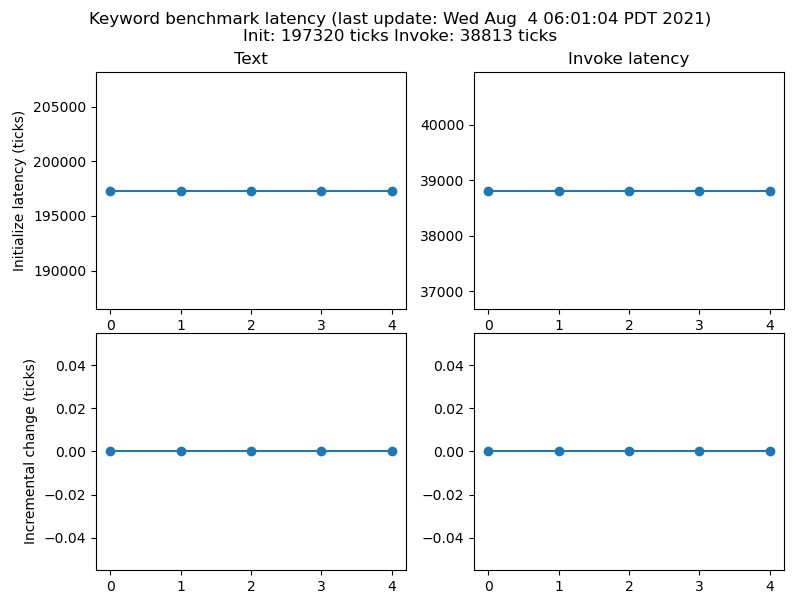 Keyword benchmark latency (last update: Wed Aug  4 06:01:04 PDT 2021)
Init: 197320 ticks Invoke: 38813 ticks
Text
Invoke latency
Initialize latency (ticks)
205000
200000
195000
190000
0 1 2 3 4
40000
39000
38000
37000
0 1 2 3 4
Incremental change (ticks)
0.04
0.02
0.00
−0.02
−0.04
0 1 2 3 4
0.04
0.02
0.00
−0.02
−0.04
0 1 2 3 4